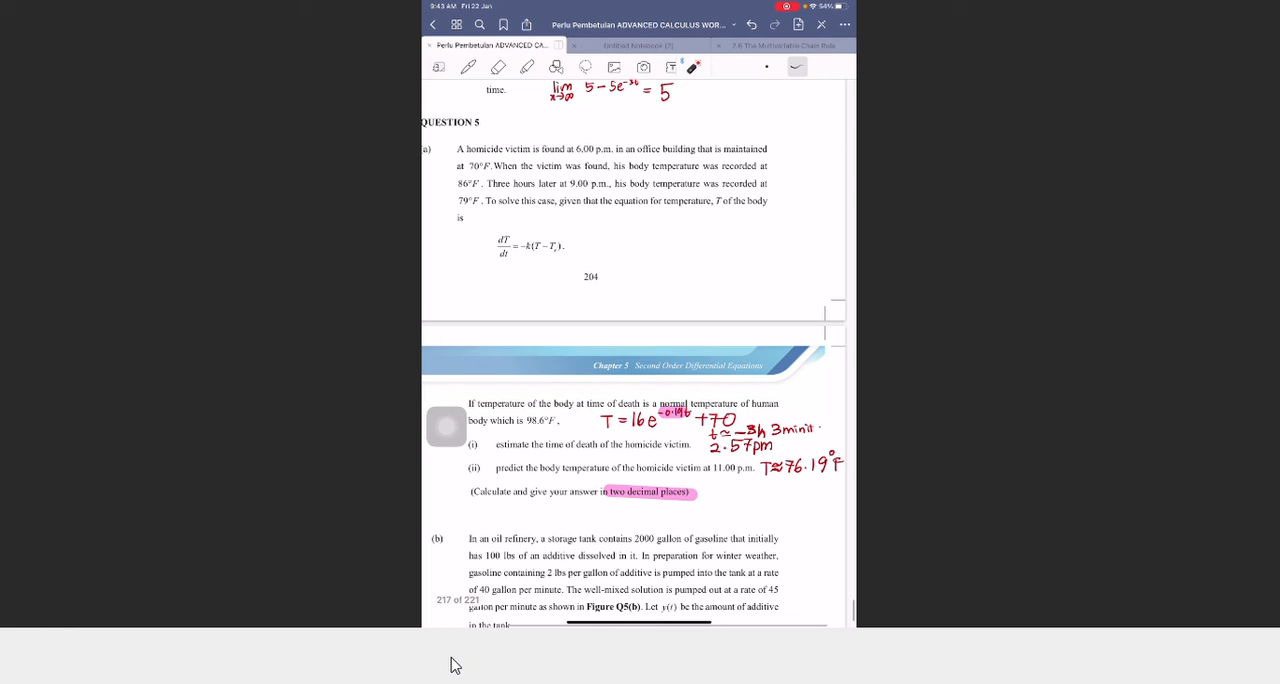 9:43 AM Fri 22 Jan
54%
Perlu Pembetulan ADVANCED CALCULUS WOR...
Perlu Pembetulan ADVANCED CA...
Untitled Notebook (2)
7.6 The Multivariable Chain Rule
time.
lim x→∞ 5 - 5e = 5
QUESTION 5
(a) A homicide victim is found at 6.00 p.m. in an office building that is maintained
at 70°F. When the victim was found, his body temperature was recorded at
86°F. Three hours later at 9.00 p.m., his body temperature was recorded at
79°F. To solve this case, given that the equation for temperature, T of the body
is
dT/dt = -k(T - Ts).
204
Chapter 5 Second Order Differential Equations
If temperature of the body at time of death is a normal temperature of human
body which is 98.6°F,
T = 16e^-0.19t + 70
t ≈ -3h 3minit.
(i) estimate the time of death of the homicide victim.
2.57pm
(ii) predict the body temperature of the homicide victim at 11.00 p.m.
T≈76.19°F
(Calculate and give your answer in two decimal places)
(b) In an oil refinery, a storage tank contains 2000 gallon of gasoline that initially
has 100 lbs of an additive dissolved in it. In preparation for winter weather,
gasoline containing 2 lbs per gallon of additive is pumped into the tank at a rate
of 40 gallon per minute. The well-mixed solution is pumped out at a rate of 45
217 of 221
gallon per minute as shown in Figure Q5(b). Let y(t) be the amount of additive
in the tank